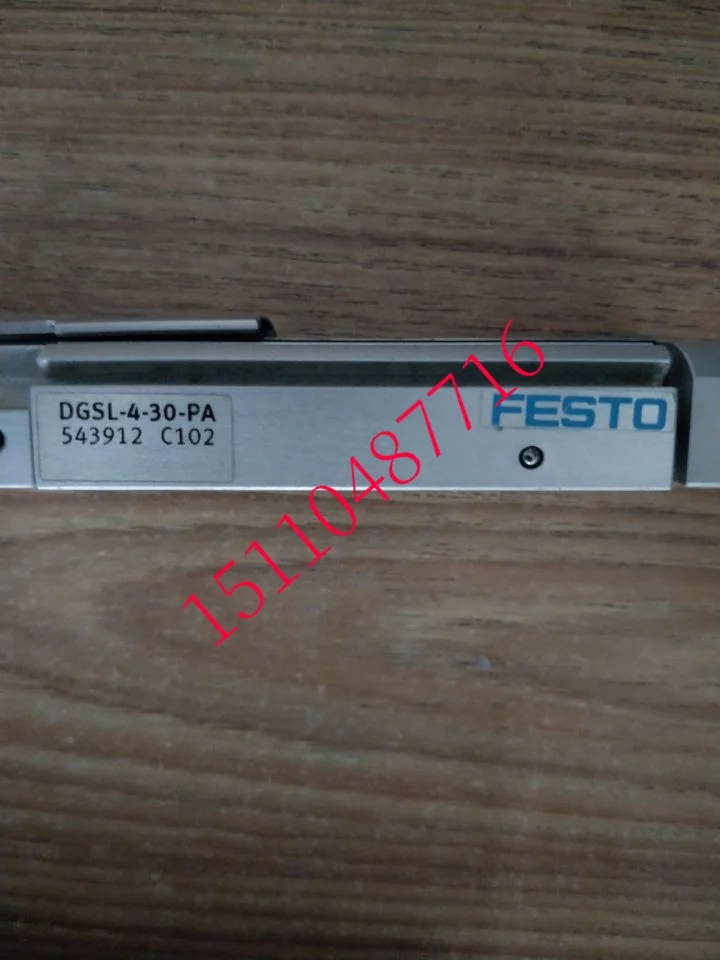 DGSL-4-30-PA
543912 C102
FESTO
15110487716